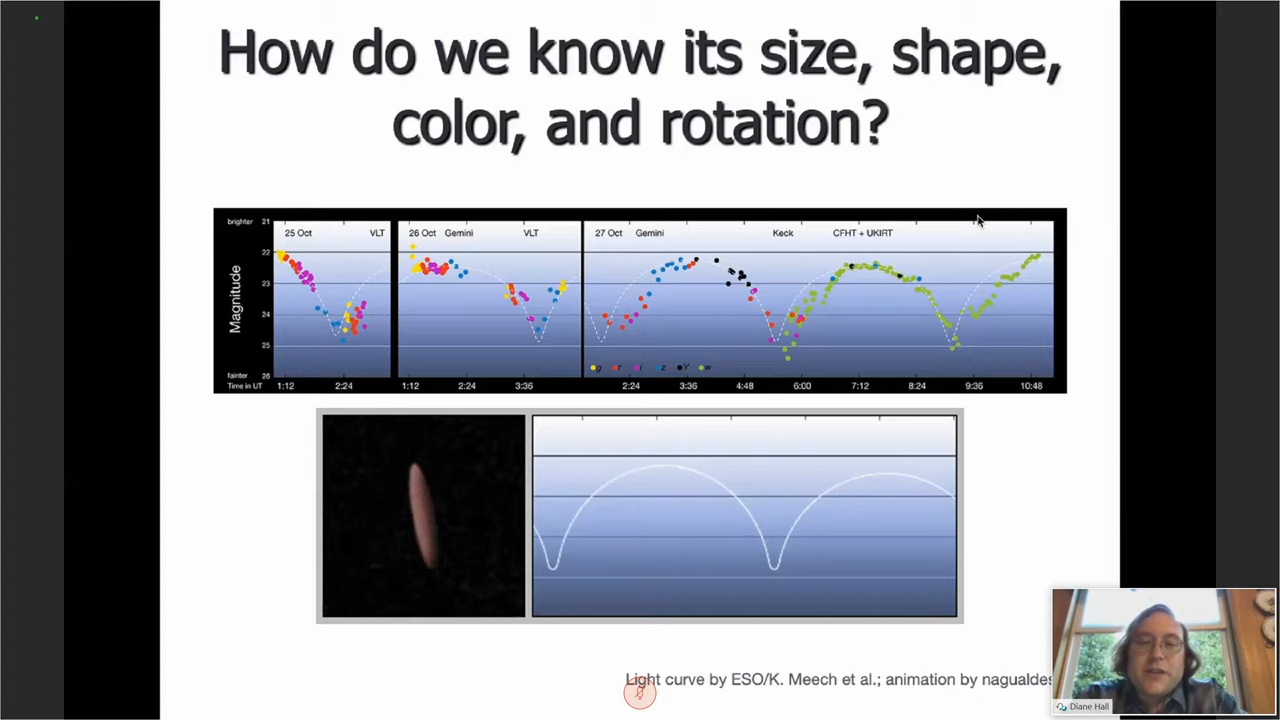 How do we know its size, shape,
color, and rotation?
brighter
21
22
23
24
25
26
fainter
Magnitude
Time in UT
25 Oct VLT
1:12 2:24
26 Oct Gemini VLT
1:12 2:24 3:36
27 Oct Gemini Keck CFHT + UKIRT
g r i z Y w
2:24 3:36 4:48 6:00 7:12 8:24 9:36 10:48
Light curve by ESO/K. Meech et al.; animation by nagualdes
Diane Hall